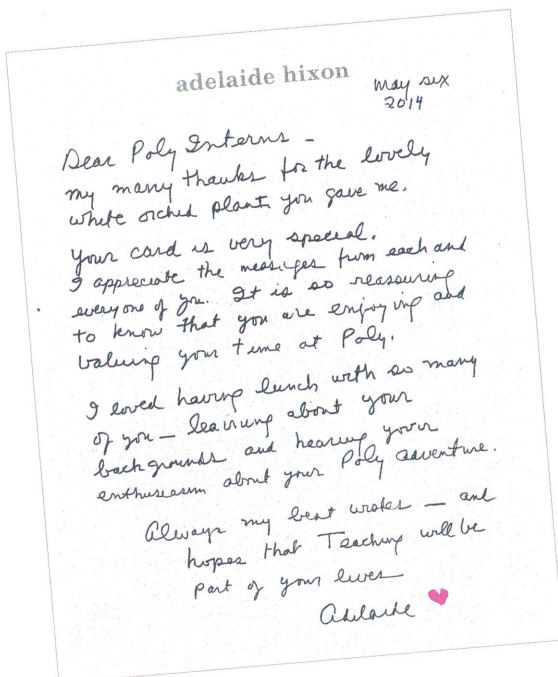 adelaide hixon
may six
2014
Dear Poly Interns -
my many thanks for the lovely
white orchid plant you gave me.
Your card is very special.
I appreciate the messages from each and
everyone of you. It is so reassuring
to know that you are enjoying and
valuing your time at Poly.
I loved having lunch with so many
of you - learning about your
backgrounds and hearing your
enthusiasm about your Poly adventure.
Always my best wishes - and
hopes that Teaching will be
part of your lives
Adelaide